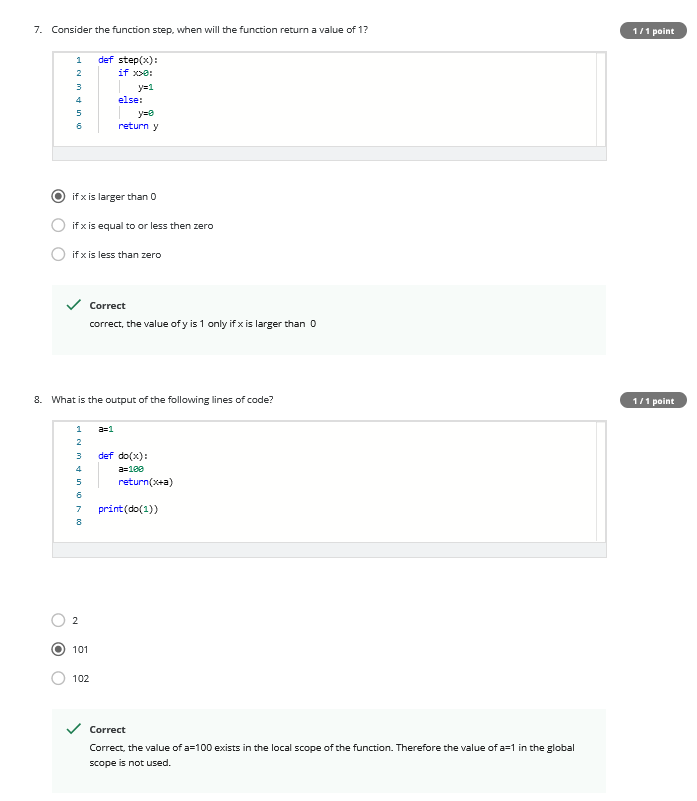 7. Consider the function step, when will the function return a value of 1?
1 / 1 point
1 def step(x):
2 if x>0:
3 y=1
4 else:
5 y=0
6 return y
if x is larger than 0
if x is equal to or less then zero
if x is less than zero
Correct
correct, the value of y is 1 only if x is larger than 0
8. What is the output of the following lines of code?
1 / 1 point
1 a=1
2
3 def do(x):
4 a=100
5 return(x+a)
6
7 print(do(1))
8
2
101
102
Correct
Correct, the value of a=100 exists in the local scope of the function. Therefore the value of a=1 in the global
scope is not used.